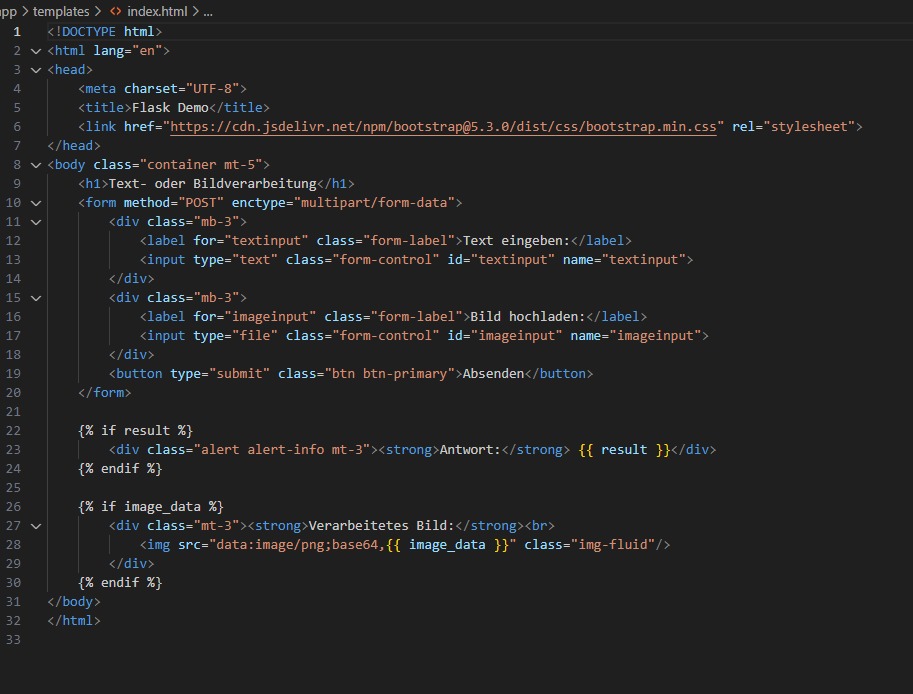 app > templates > <> index.html > ...
1 <!DOCTYPE html>
2 <html lang="en">
3 <head>
4     <meta charset="UTF-8">
5     <title>Flask Demo</title>
6     <link href="https://cdn.jsdelivr.net/npm/bootstrap@5.3.0/dist/css/bootstrap.min.css" rel="stylesheet">
7 </head>
8 <body class="container mt-5">
9     <h1>Text- oder Bildverarbeitung</h1>
10     <form method="POST" enctype="multipart/form-data">
11         <div class="mb-3">
12             <label for="textinput" class="form-label">Text eingeben:</label>
13             <input type="text" class="form-control" id="textinput" name="textinput">
14         </div>
15         <div class="mb-3">
16             <label for="imageinput" class="form-label">Bild hochladen:</label>
17             <input type="file" class="form-control" id="imageinput" name="imageinput">
18         </div>
19         <button type="submit" class="btn btn-primary">Absenden</button>
20     </form>
21
22     {% if result %}
23         <div class="alert alert-info mt-3"><strong>Antwort:</strong> {{ result }}</div>
24     {% endif %}
25
26     {% if image_data %}
27         <div class="mt-3"><strong>Verarbeitetes Bild:</strong><br>
28             <img src="data:image/png;base64,{{ image_data }}" class="img-fluid"/>
29         </div>
30     {% endif %}
31 </body>
32 </html>
33